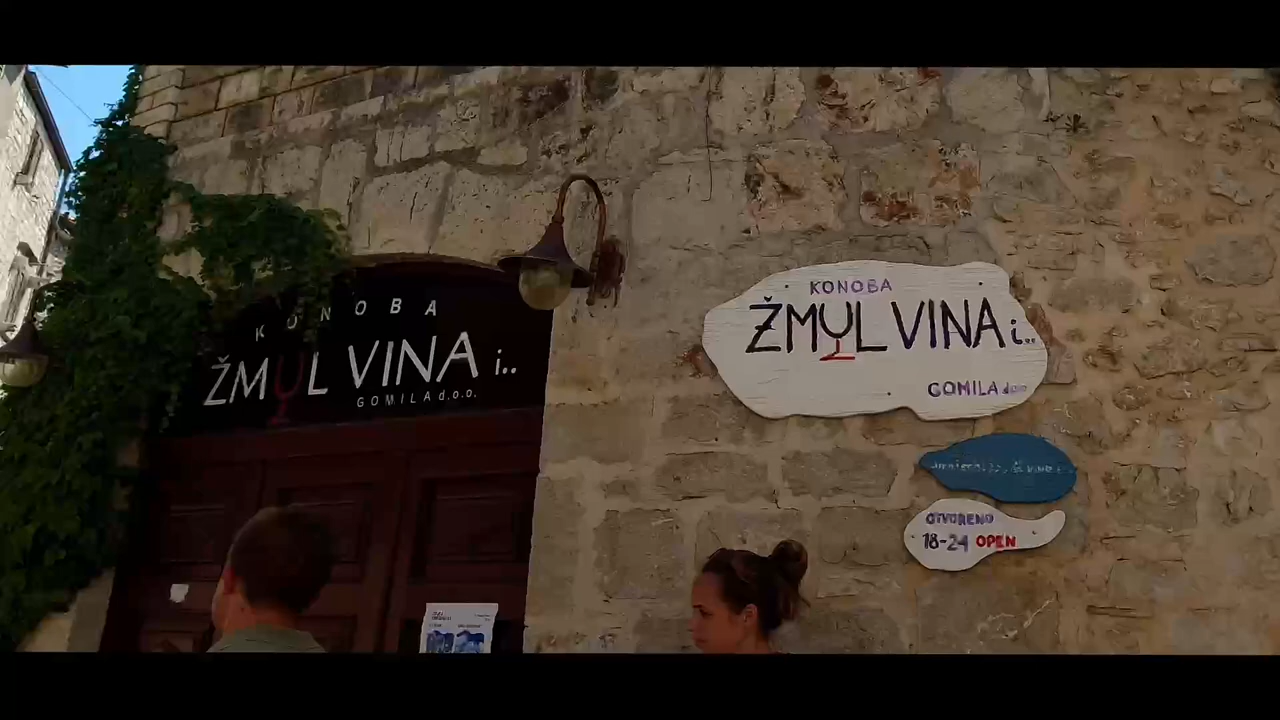 KONOBA
ŽMUL VINA i..
GOMILA d.o.o.
KONOBA
ŽMUL VINA i...
GOMILA d.o.o.
OTVORENO
18-24 OPEN